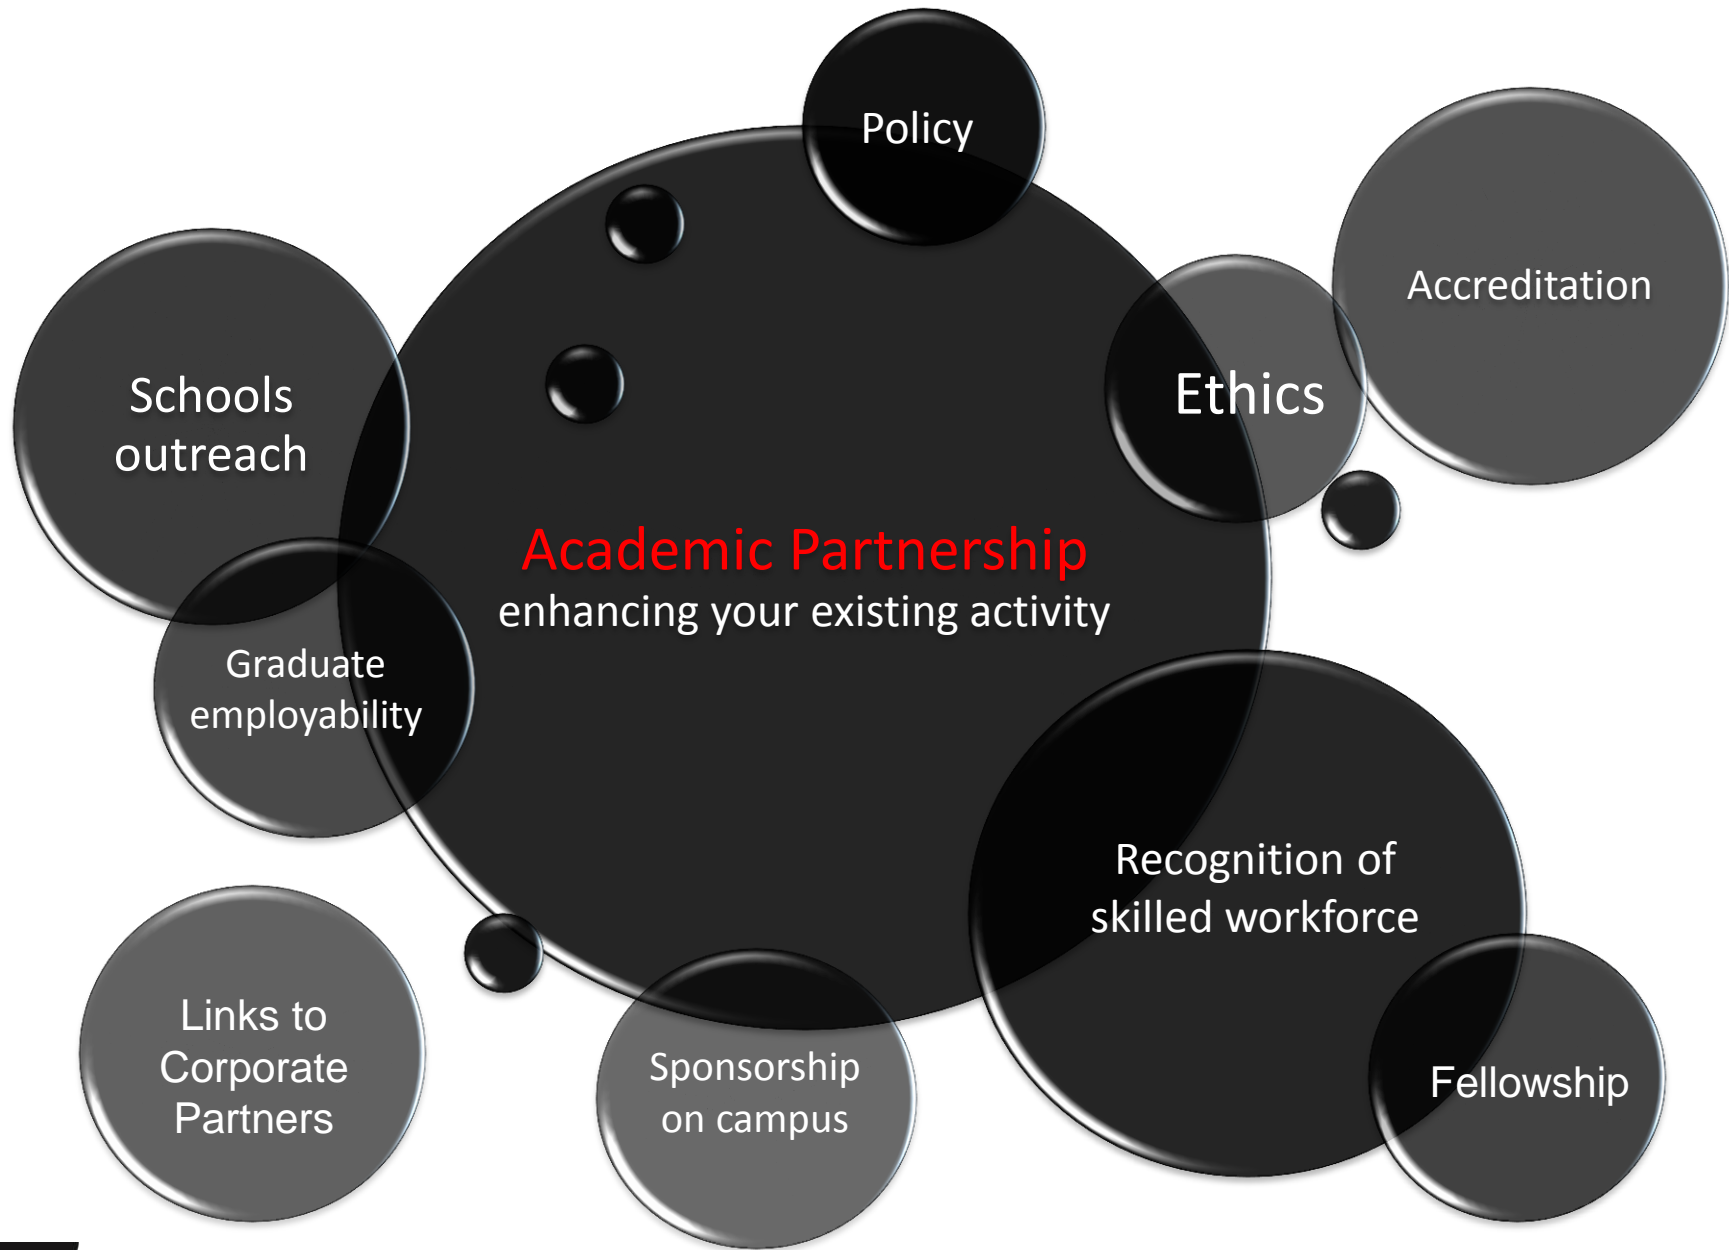 Policy
Accreditation
Schools
outreach
Ethics
Academic Partnership
enhancing your existing activity
Graduate
employability
Recognition of
skilled workforce
Links to
Corporate
Partners
Sponsorship
on campus
Fellowship